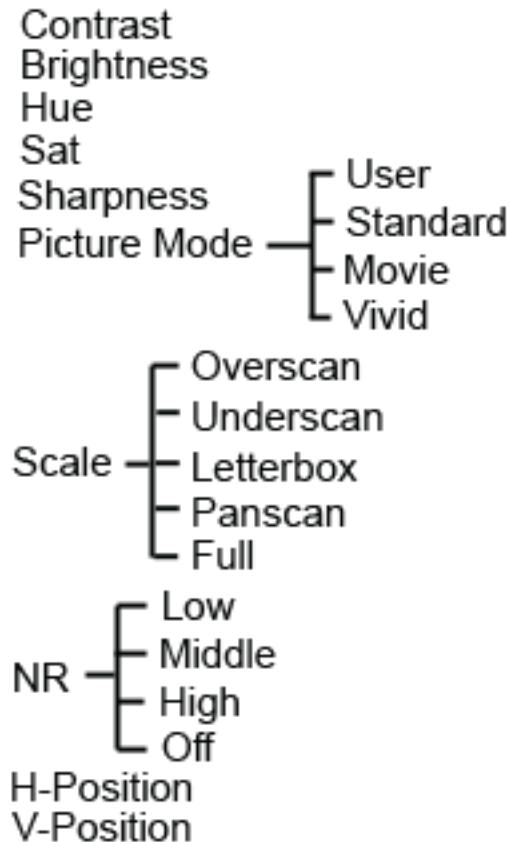 Contrast
Brightness
Hue
Sat
Sharpness
Picture Mode
User
Standard
Movie
Vivid
Scale
Overscan
Underscan
Letterbox
Panscan
Full
NR
Low
Middle
High
Off
H-Position
V-Position